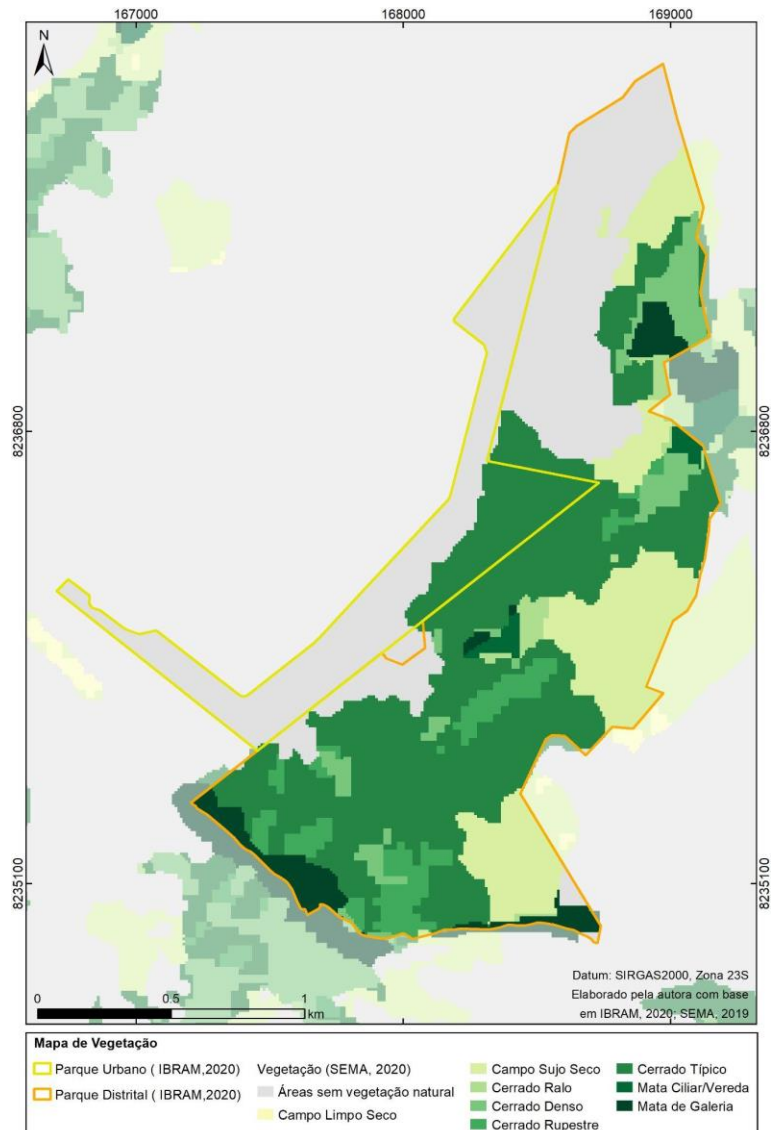 167000 168000 169000
N
8236800 8236800
8235100 8235100
Datum: SIRGAS2000, Zona 23S
Elaborado pela autora com base
em IBRAM, 2020; SEMA, 2019
0 0.5 1
km
Mapa de Vegetação
Parque Urbano ( IBRAM,2020)
Parque Distrital ( IBRAM,2020)
Vegetação (SEMA, 2020)
Áreas sem vegetação natural
Campo Limpo Seco
Campo Sujo Seco
Cerrado Ralo
Cerrado Denso
Cerrado Rupestre
Cerrado Típico
Mata Ciliar/Vereda
Mata de Galeria